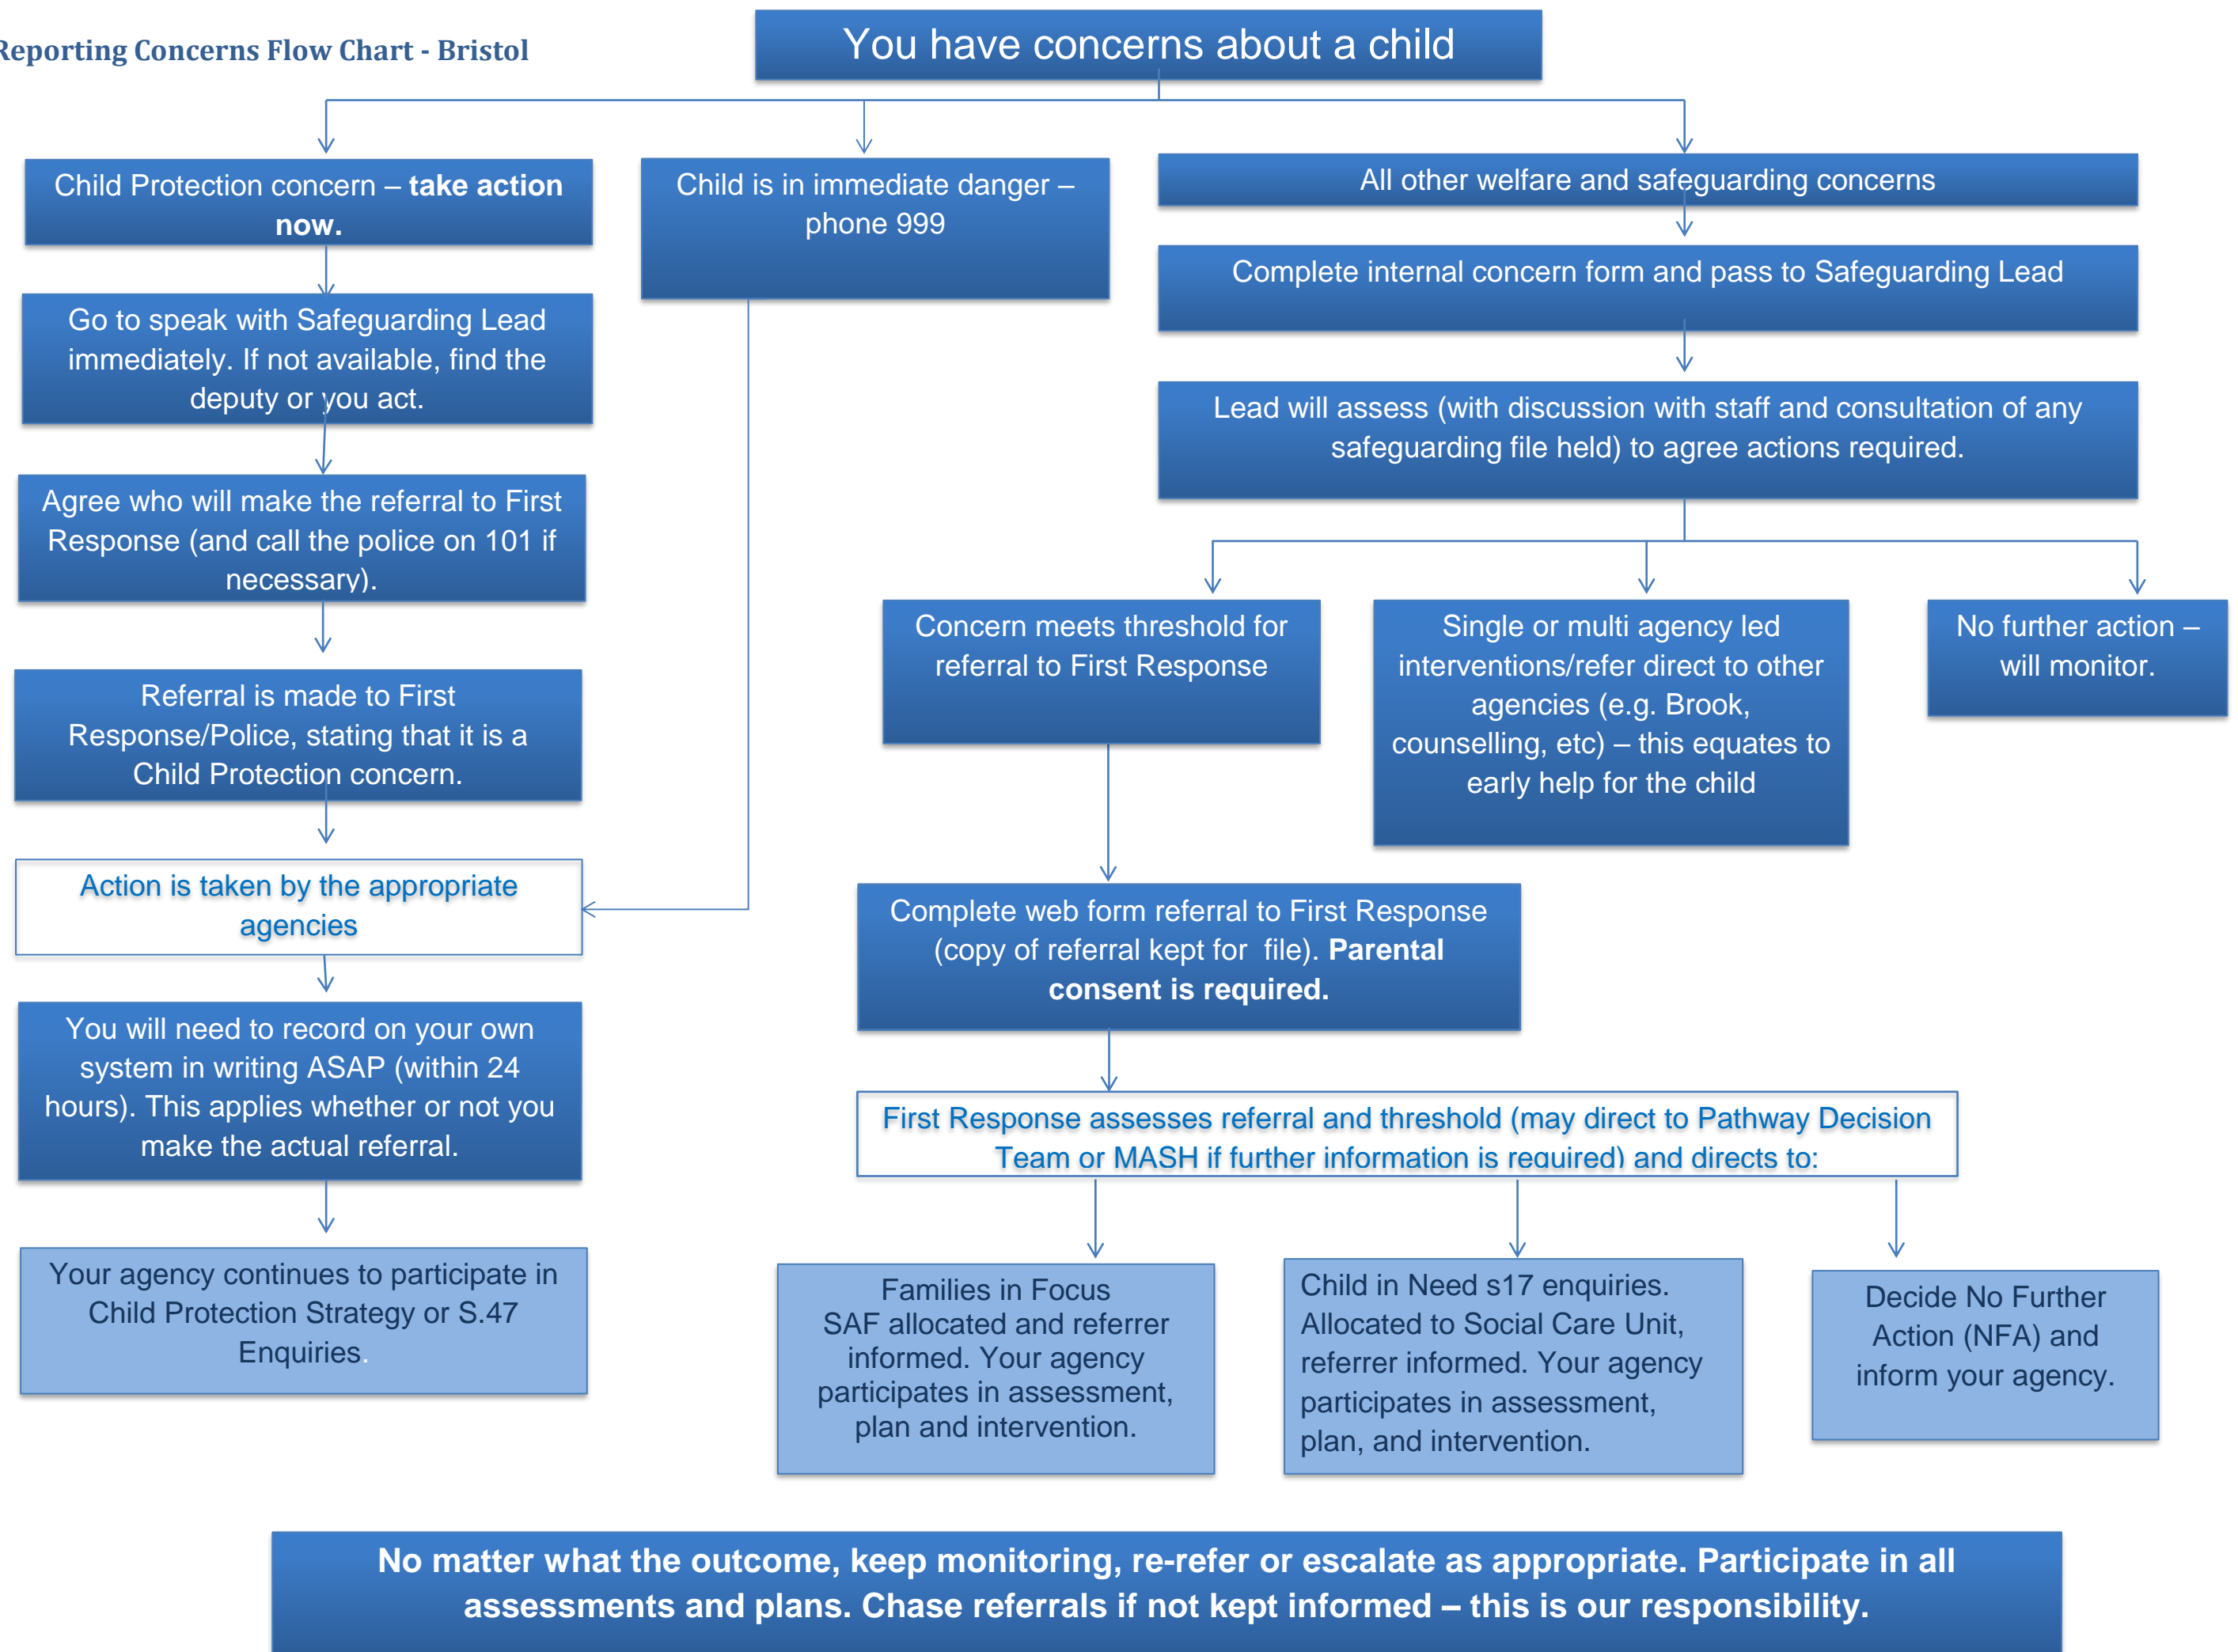 Reporting Concerns Flow Chart - Bristol
You have concerns about a child
Child Protection concern – take action
now.
Go to speak with Safeguarding Lead
immediately. If not available, find the
deputy or you act.
Agree who will make the referral to First
Response (and call the police on 101 if
necessary).
Referral is made to First
Response/Police, stating that it is a
Child Protection concern.
Action is taken by the appropriate
agencies
You will need to record on your own
system in writing ASAP (within 24
hours). This applies whether or not you
make the actual referral.
Your agency continues to participate in
Child Protection Strategy or S.47
Enquiries.
Child is in immediate danger –
phone 999
All other welfare and safeguarding concerns
Complete internal concern form and pass to Safeguarding Lead
Lead will assess (with discussion with staff and consultation of any
safeguarding file held) to agree actions required.
Concern meets threshold for
referral to First Response
Single or multi agency led
interventions/refer direct to other
agencies (e.g. Brook,
counselling, etc) – this equates to
early help for the child
No further action –
will monitor.
Complete web form referral to First Response
(copy of referral kept for file). Parental
consent is required.
First Response assesses referral and threshold (may direct to Pathway Decision
Team or MASH if further information is required) and directs to:
Families in Focus
SAF allocated and referrer
informed. Your agency
participates in assessment,
plan and intervention.
Child in Need s17 enquiries.
Allocated to Social Care Unit,
referrer informed. Your agency
participates in assessment,
plan, and intervention.
Decide No Further
Action (NFA) and
inform your agency.
No matter what the outcome, keep monitoring, re-refer or escalate as appropriate. Participate in all
assessments and plans. Chase referrals if not kept informed – this is our responsibility.